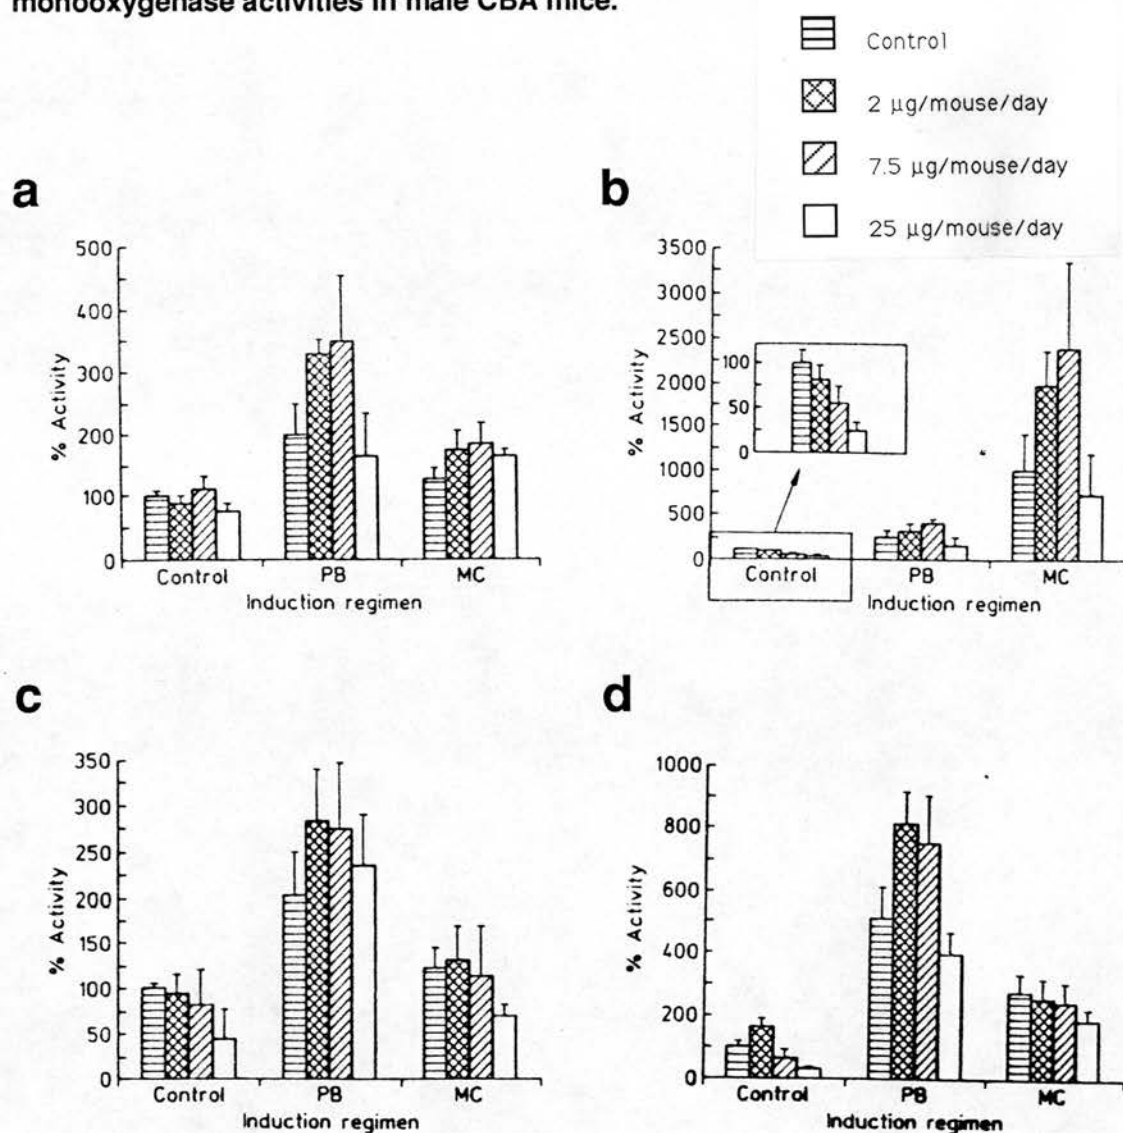 monooxygenase activities in male CBA mice.
Control
2 µg/mouse/day
7.5 µg/mouse/day
25 µg/mouse/day
a
500
400
300
200
100
0
% Activity
Control
PB
MC
Induction regimen
b
3500
3000
2500
2000
1500
1000
500
0
% Activity
100
50
0
Control
PB
MC
Induction regimen
c
350
300
250
200
150
100
50
0
% Activity
Control
PB
MC
Induction regimen
d
1000
800
600
400
200
0
% Activity
Control
PB
MC
Induction regimen